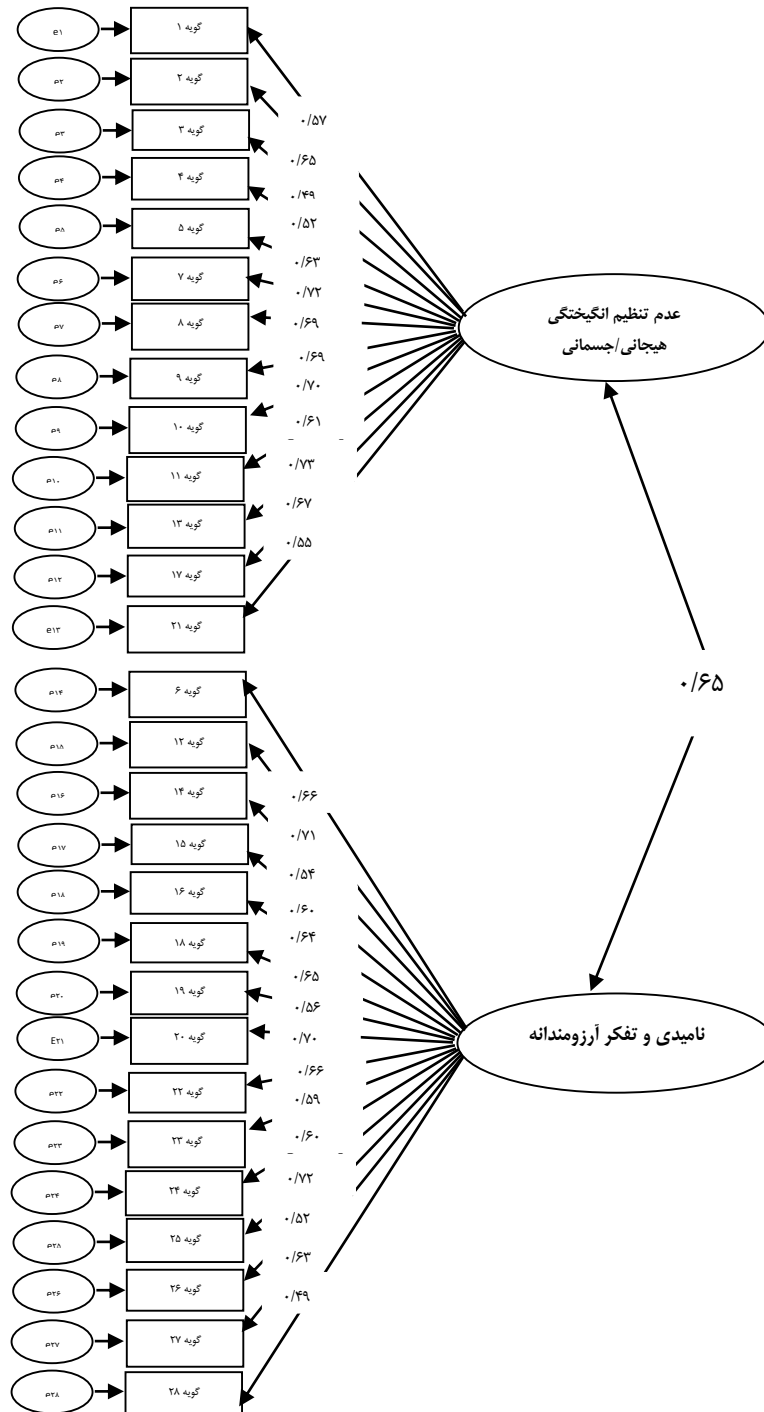 e۱ گویه ۱
e۲ گویه ۲
e۳ گویه ۳
e۴ گویه ۴
e۵ گویه ۵
e۶ گویه ۷
e۷ گویه ۸
e۸ گویه ۹
e۹ گویه ۱۰
e۱۰ گویه ۱۱
e۱۱ گویه ۱۳
e۱۲ گویه ۱۷
e۱۳ گویه ۲۱
۰/۵۷
۰/۶۵
۰/۴۹
۰/۵۲
۰/۶۳
۰/۷۲
۰/۶۹
۰/۶۹
۰/۷۰
۰/۶۱
۰/۷۳
۰/۶۷
۰/۵۵
عدم تنظیم انگیختگی
هیجانی/جسمانی
۰/۶۵
e۱۴ گویه ۶
e۱۵ گویه ۱۲
e۱۶ گویه ۱۴
e۱۷ گویه ۱۵
e۱۸ گویه ۱۶
e۱۹ گویه ۱۸
e۲۰ گویه ۱۹
E۲۱ گویه ۲۰
e۲۲ گویه ۲۲
e۲۳ گویه ۲۳
e۲۴ گویه ۲۴
e۲۵ گویه ۲۵
e۲۶ گویه ۲۶
e۲۷ گویه ۲۷
e۲۸ گویه ۲۸
۰/۶۶
۰/۷۱
۰/۵۴
۰/۶۰
۰/۶۴
۰/۶۵
۰/۵۶
۰/۷۰
۰/۶۶
۰/۵۹
۰/۶۰
۰/۷۲
۰/۵۲
۰/۶۳
۰/۴۹
نامیدی و تفکر آرزومندانه